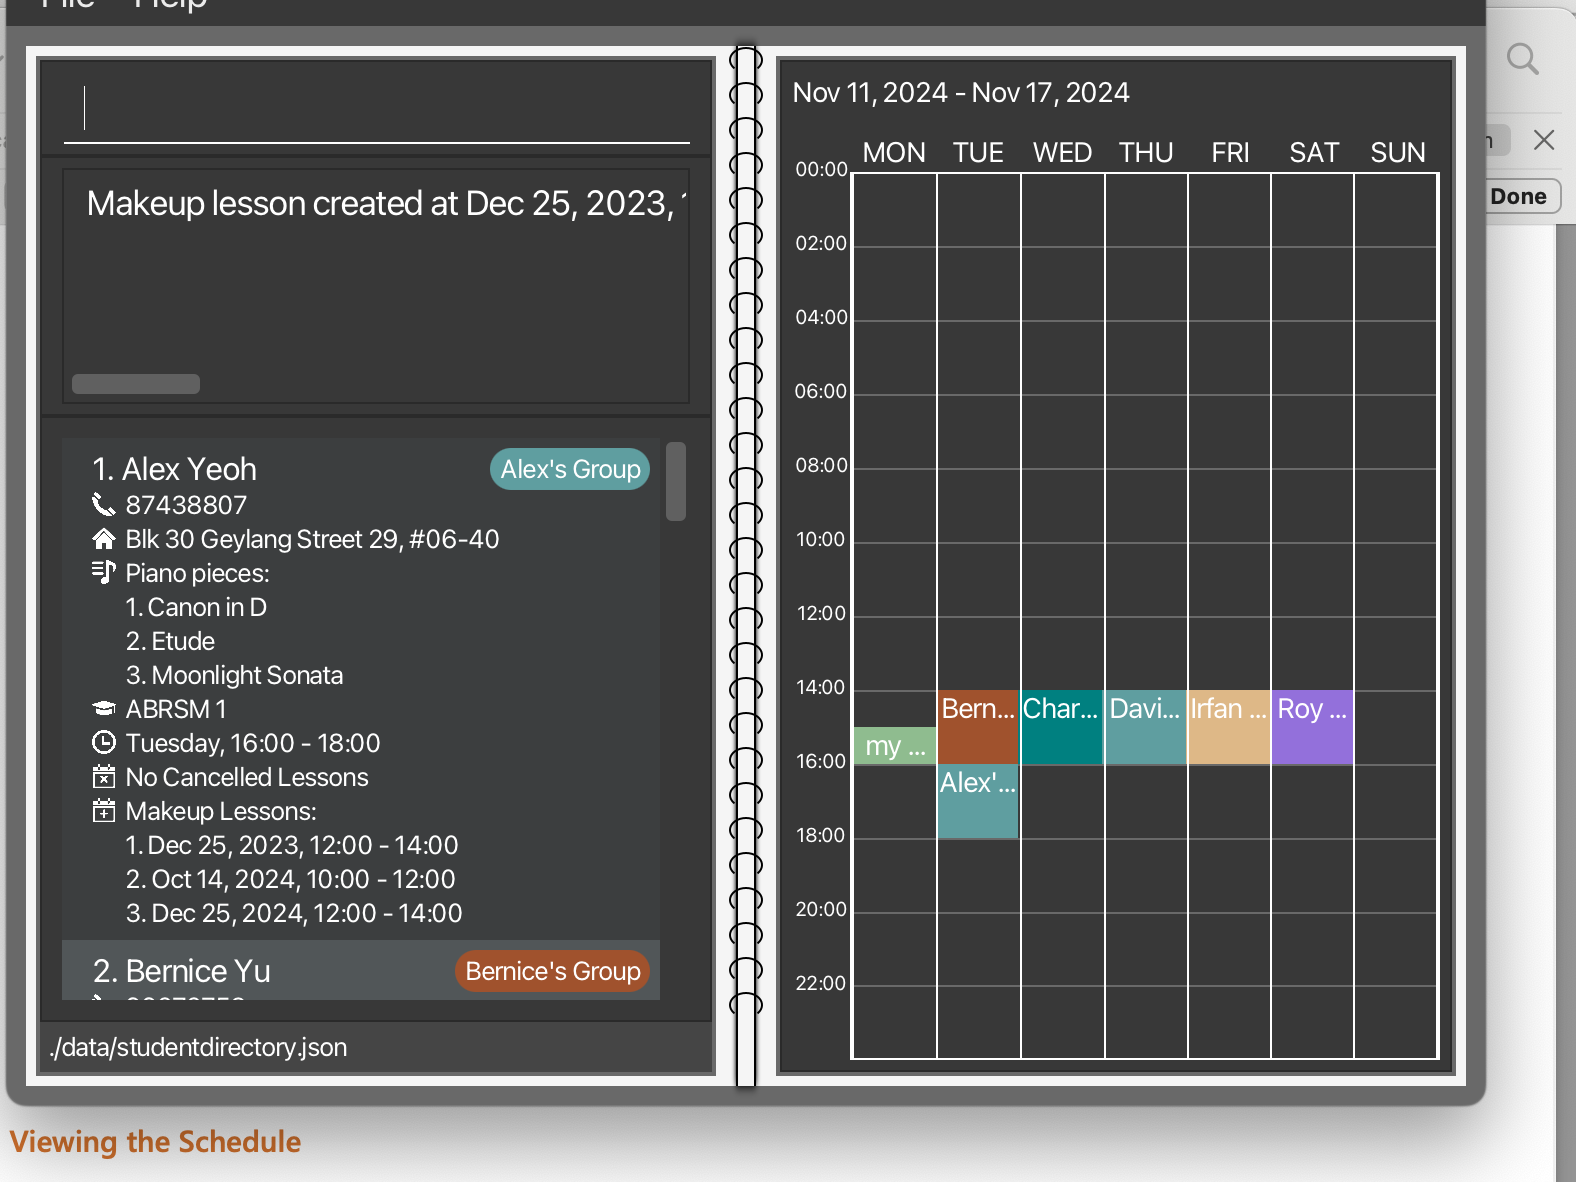 File Help
Makeup lesson created at Dec 25, 2023,
1. Alex Yeoh
Alex's Group
87438807
Blk 30 Geylang Street 29, #06-40
Piano pieces:
1. Canon in D
2. Etude
3. Moonlight Sonata
ABRSM 1
Tuesday, 16:00 - 18:00
No Cancelled Lessons
Makeup Lessons:
1. Dec 25, 2023, 12:00 - 14:00
2. Oct 14, 2024, 10:00 - 12:00
3. Dec 25, 2024, 12:00 - 14:00
2. Bernice Yu
Bernice's Group
./data/studentdirectory.json
Nov 11, 2024 - Nov 17, 2024
MON TUE WED THU FRI SAT SUN
00:00
02:00
04:00
06:00
08:00
10:00
12:00
14:00
Bern... Char... Davi... Irfan ... Roy ...
my ...
16:00
Alex'...
18:00
20:00
22:00
Done
Viewing the Schedule